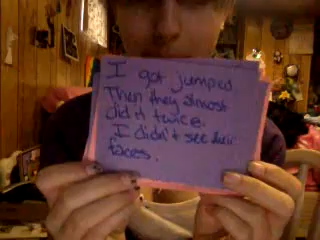 I got jumped
Then they almost
did it twice.
I didn't see their
faces.